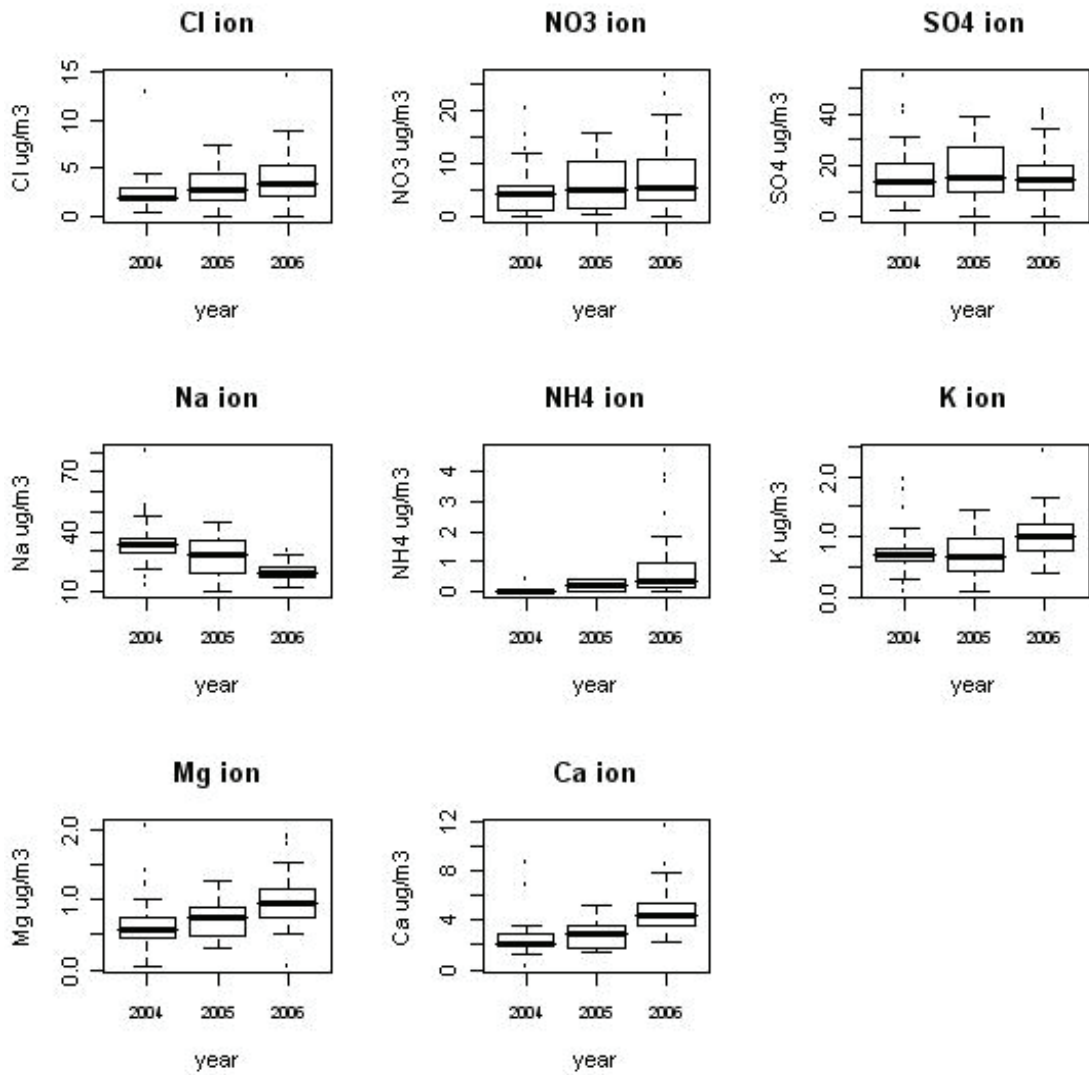 Cl ion
Cl ug/m3
15
10
5
0
2004 2005 2006
year
NO3 ion
NO3 ug/m3
20
10
5
0
2004 2005 2006
year
SO4 ion
SO4 ug/m3
40
20
0
2004 2005 2006
year
Na ion
Na ug/m3
70
40
10
2004 2005 2006
year
NH4 ion
NH4 ug/m3
4
3
2
1
0
2004 2005 2006
year
K ion
K ug/m3
2.0
1.0
0.0
2004 2005 2006
year
Mg ion
Mg ug/m3
2.0
1.0
0.0
2004 2005 2006
year
Ca ion
Ca ug/m3
12
8
4
0
2004 2005 2006
year